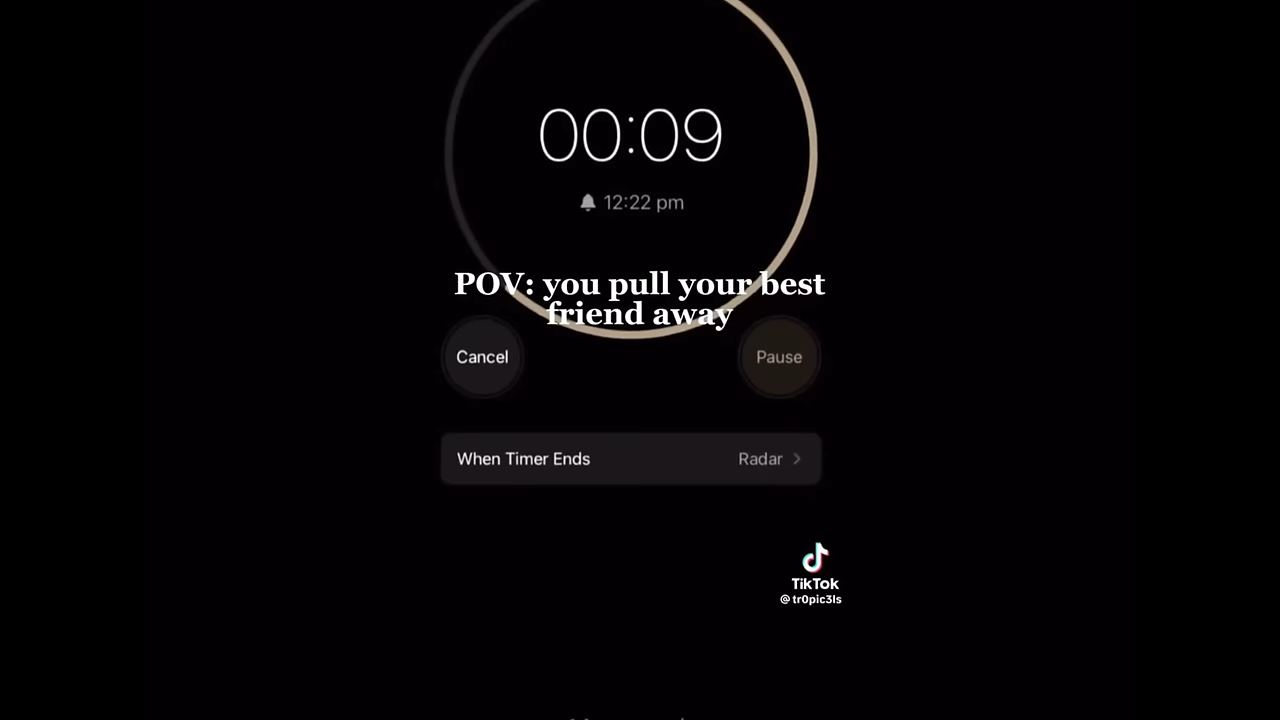 00:09
12:22 pm
POV: you pull your best
friend away
Cancel
Pause
When Timer Ends
Radar
TikTok
@tr0pic3ls